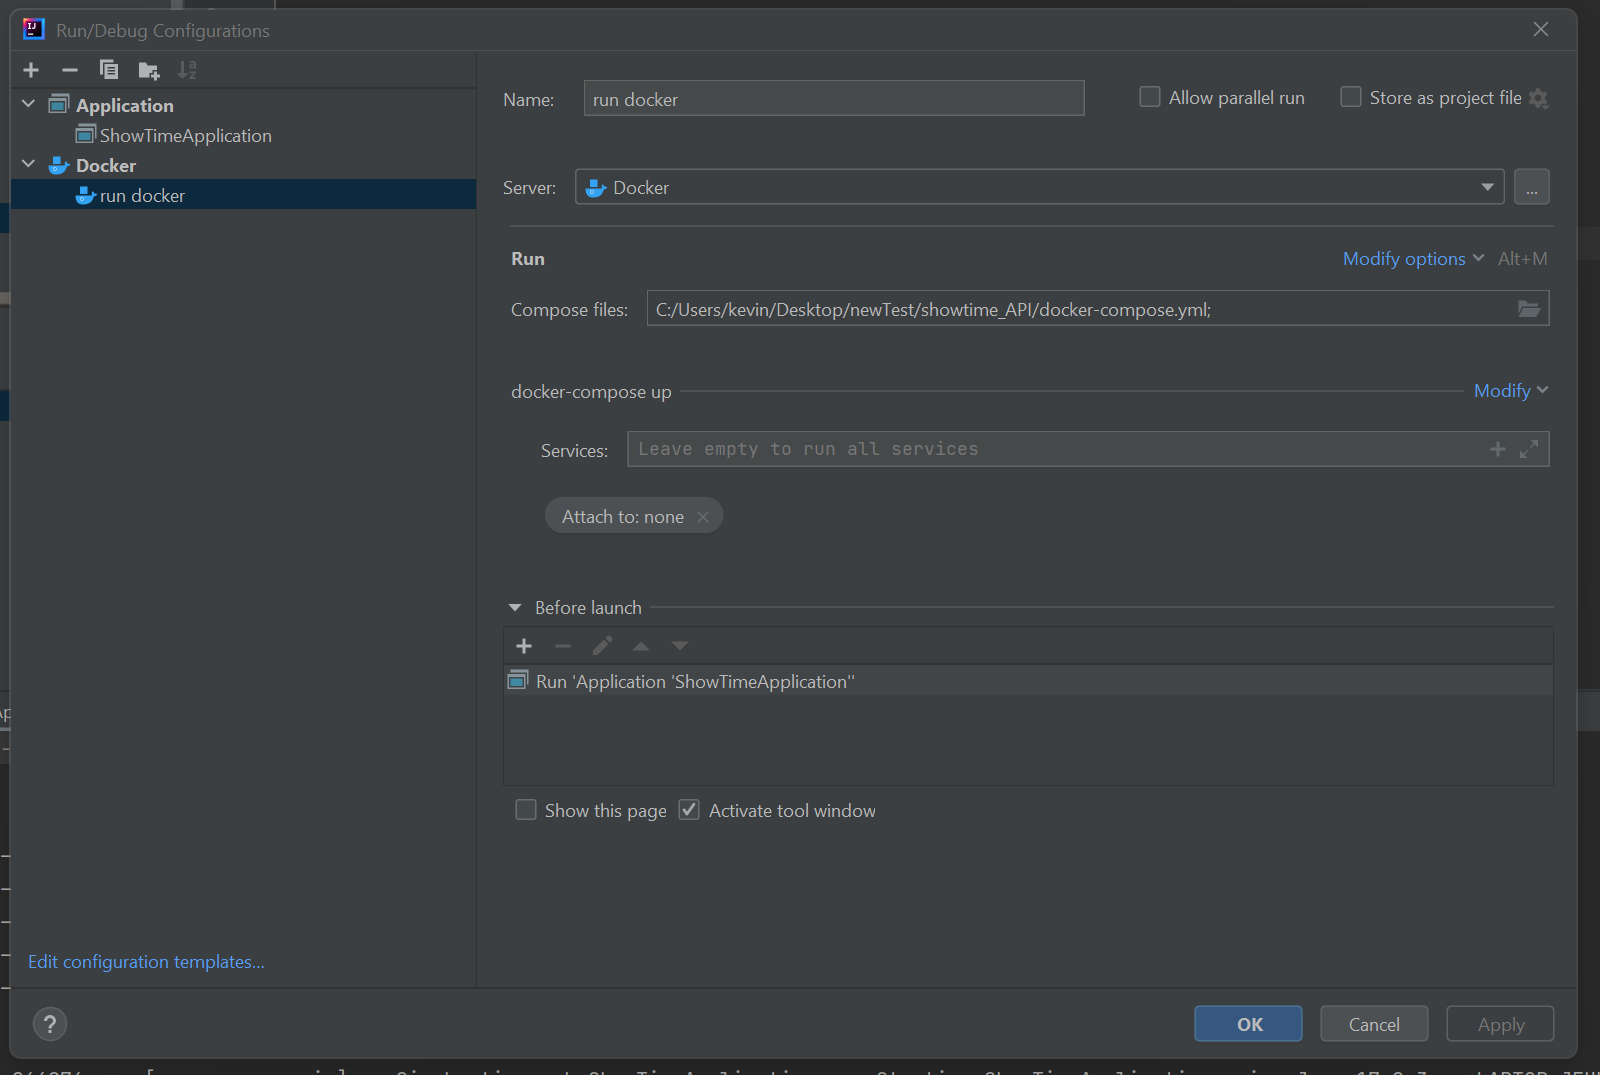 Run/Debug Configurations
Application
ShowTimeApplication
Docker
run docker
Edit configuration templates...
Name: run docker
Allow parallel run
Store as project file
Server: Docker
...
Run
Modify options Alt+M
Compose files: C:/Users/kevin/Desktop/newTest/showtime_API/docker-compose.yml;
docker-compose up
Modify
Services: Leave empty to run all services
Attach to: none
Before launch
Run 'Application 'ShowTimeApplication''
Show this page
Activate tool window
?
OK
Cancel
Apply